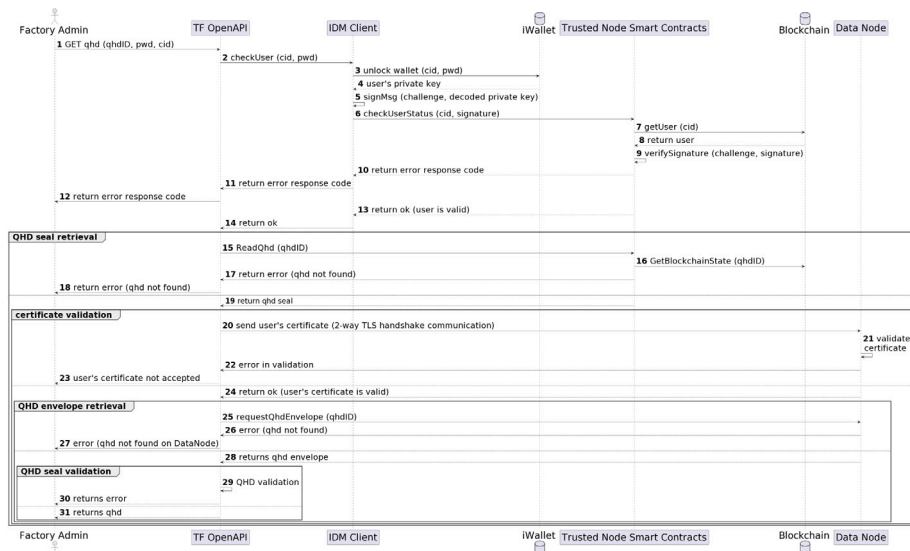 Factory Admin
TF OpenAPI
IDM Client
iWallet
Trusted Node Smart Contracts
Blockchain
Data Node
1 GET qhd (qhdID, pwd, cid)
2 checkUser (cid, pwd)
3 unlock wallet (cid, pwd)
4 user's private key
5 signMsg (challenge, decoded private key)
6 checkUserStatus (cid, signature)
7 getUser (cid)
8 return user
9 verifySignature (challenge, signature)
10 return error response code
11 return error response code
12 return error response code
13 return ok (user is valid)
14 return ok
QHD seal retrieval
15 ReadQhd (qhdID)
16 GetBlockchainState (qhdID)
17 return error (qhd not found)
18 return error (qhd not found)
19 return qhd seal
certificate validation
20 send user's certificate (2-way TLS handshake communication)
21 validate
certificate
22 error in validation
23 user's certificate not accepted
24 return ok (user's certificate is valid)
QHD envelope retrieval
25 requestQhdEnvelope (qhdID)
26 error (qhd not found)
27 error (qhd not found on DataNode)
28 returns qhd envelope
QHD seal validation
29 QHD validation
30 returns error
31 returns qhd
Factory Admin
TF OpenAPI
IDM Client
iWallet
Trusted Node Smart Contracts
Blockchain
Data Node